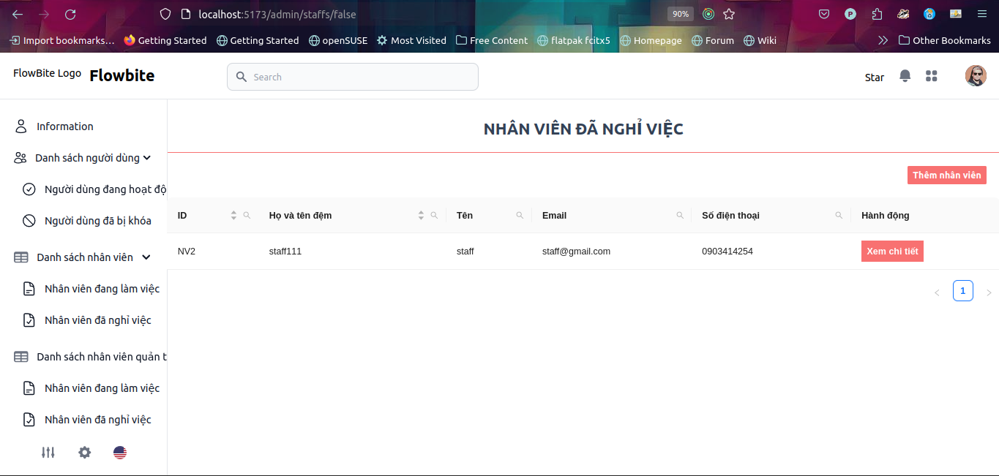 localhost:5173/admin/staffs/false
90%
Import bookmarks...
Getting Started
Getting Started
openSUSE
Most Visited
Free Content
flatpak fcitx5
Homepage
Forum
Wiki
Other Bookmarks
FlowBite Logo
Flowbite
Search
Star
Information
Danh sách người dùng
Người dùng đang hoạt độ
Người dùng đã bị khóa
Danh sách nhân viên
Nhân viên đang làm việc
Nhân viên đã nghỉ việc
Danh sách nhân viên quản t
Nhân viên đang làm việc
Nhân viên đã nghỉ việc
NHÂN VIÊN ĐÃ NGHỈ VIỆC
Thêm nhân viên
ID Họ và tên đệm Tên Email Số điện thoại Hành động
NV2 staff111 staff staff@gmail.com 0903414254 Xem chi tiết
< 1 >